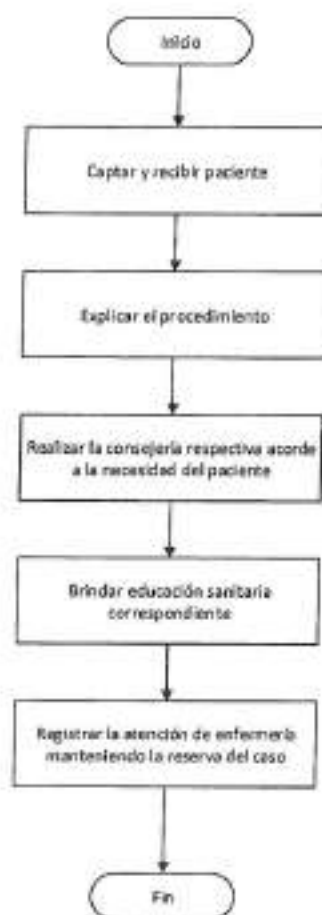 Inicio
Captar y recibir paciente
Explicar el procedimiento
Realizar la consejería respectiva acorde
a la necesidad del paciente
Brindar educación sanitaria
correspondiente
Registrar la atención de enfermería
manteniendo la reserva del caso
Fin